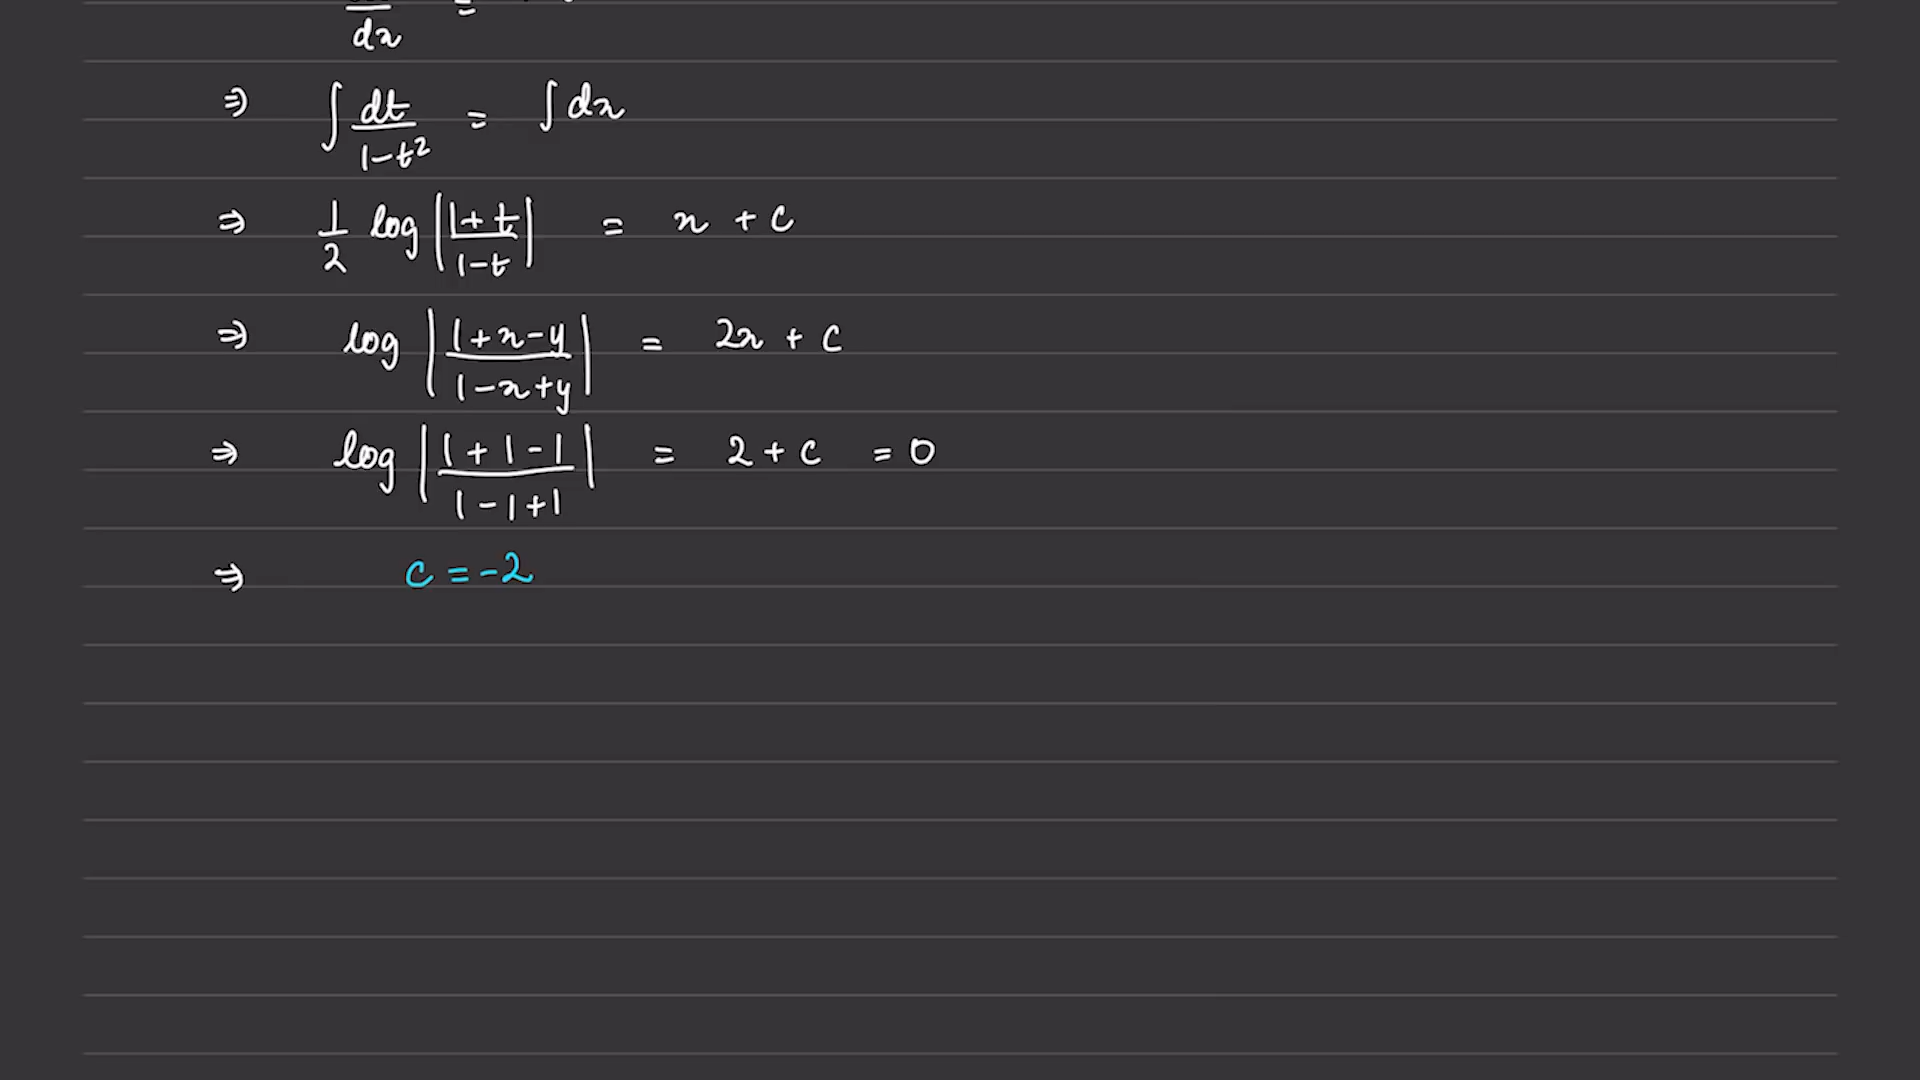 dx =
⇒ ∫ dt/(1-t²) = ∫ dx
⇒ 1/2 log |(1+t)/(1-t)| = x + c
⇒ log |(1+x-y)/(1-x+y)| = 2x + c
⇒ log |(1+1-1)/(1-1+1)| = 2 + c = 0
⇒ c = -2